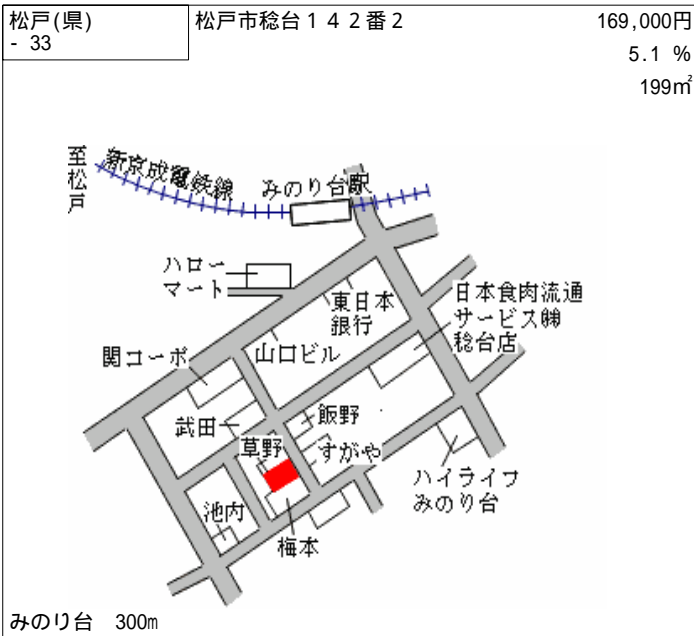 松戸(県)
- 33
松戸市稔台１４２番２
169,000円
5.1 %
199㎡
至松戸
新京成電鉄線
みのり台駅
ハロー
マート
東日本
銀行
日本食肉流通
サービス㈱
稔台店
山口ビル
関コーポ
飯野
武田
草野
すがや
ハイライフ
みのり台
池内
梅本
みのり台 300m